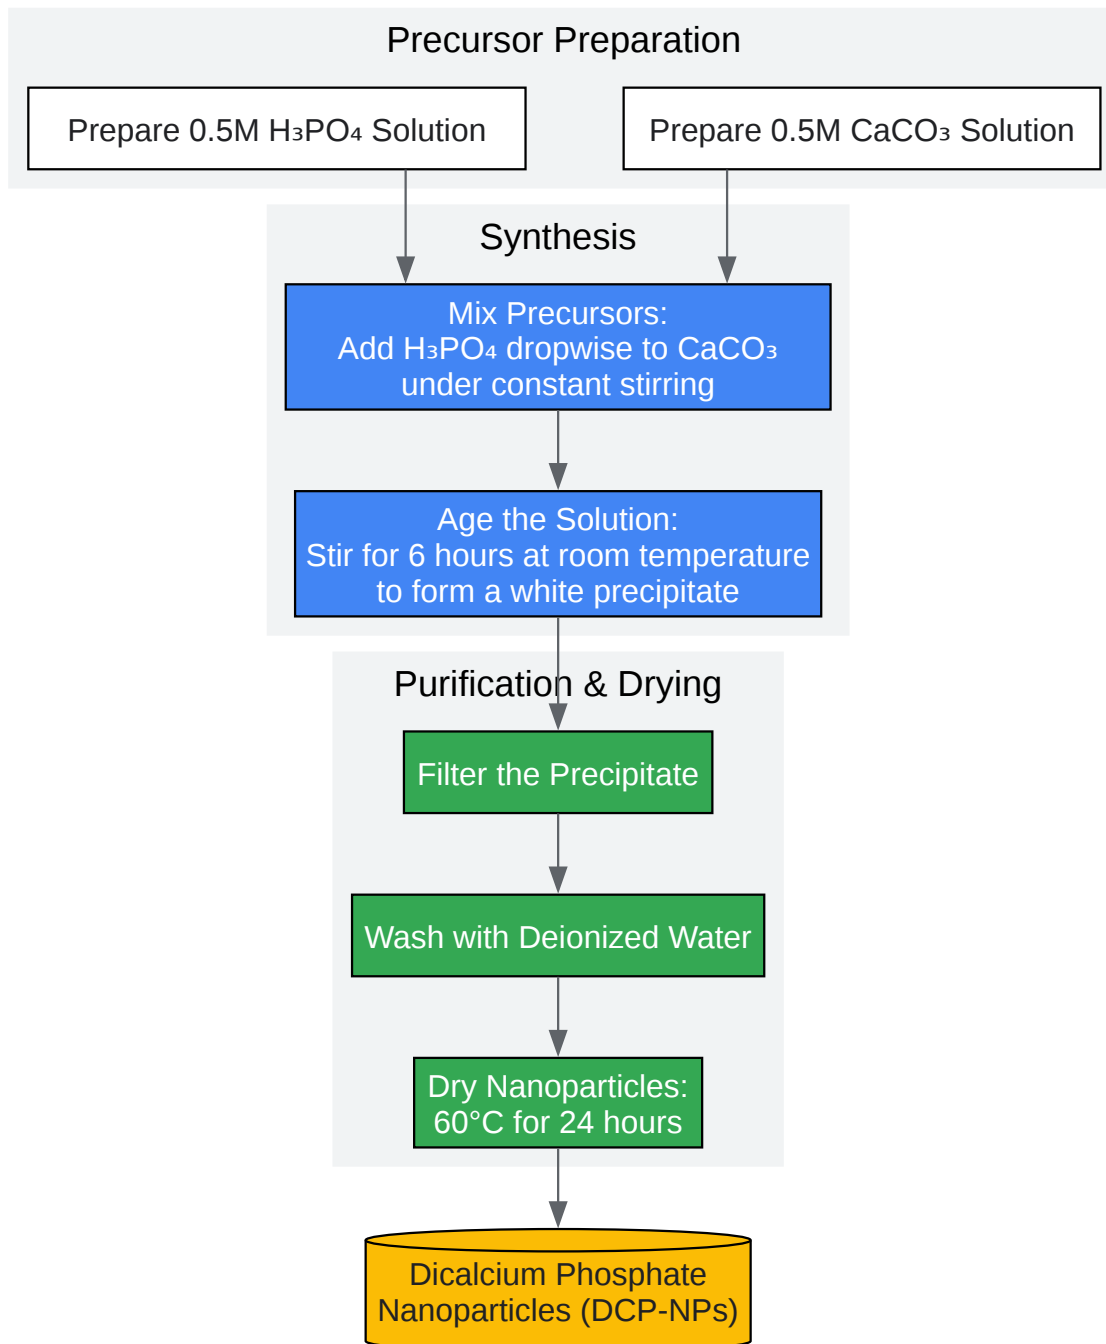 Precursor Preparation
Prepare 0.5M H₃PO₄ Solution
Prepare 0.5M CaCO₃ Solution
Synthesis
Mix Precursors:
Add H₃PO₄ dropwise to CaCO₃
under constant stirring
Age the Solution:
Stir for 6 hours at room temperature
to form a white precipitate
Purification & Drying
Filter the Precipitate
Wash with Deionized Water
Dry Nanoparticles:
60°C for 24 hours
Dicalcium Phosphate
Nanoparticles (DCP-NPs)